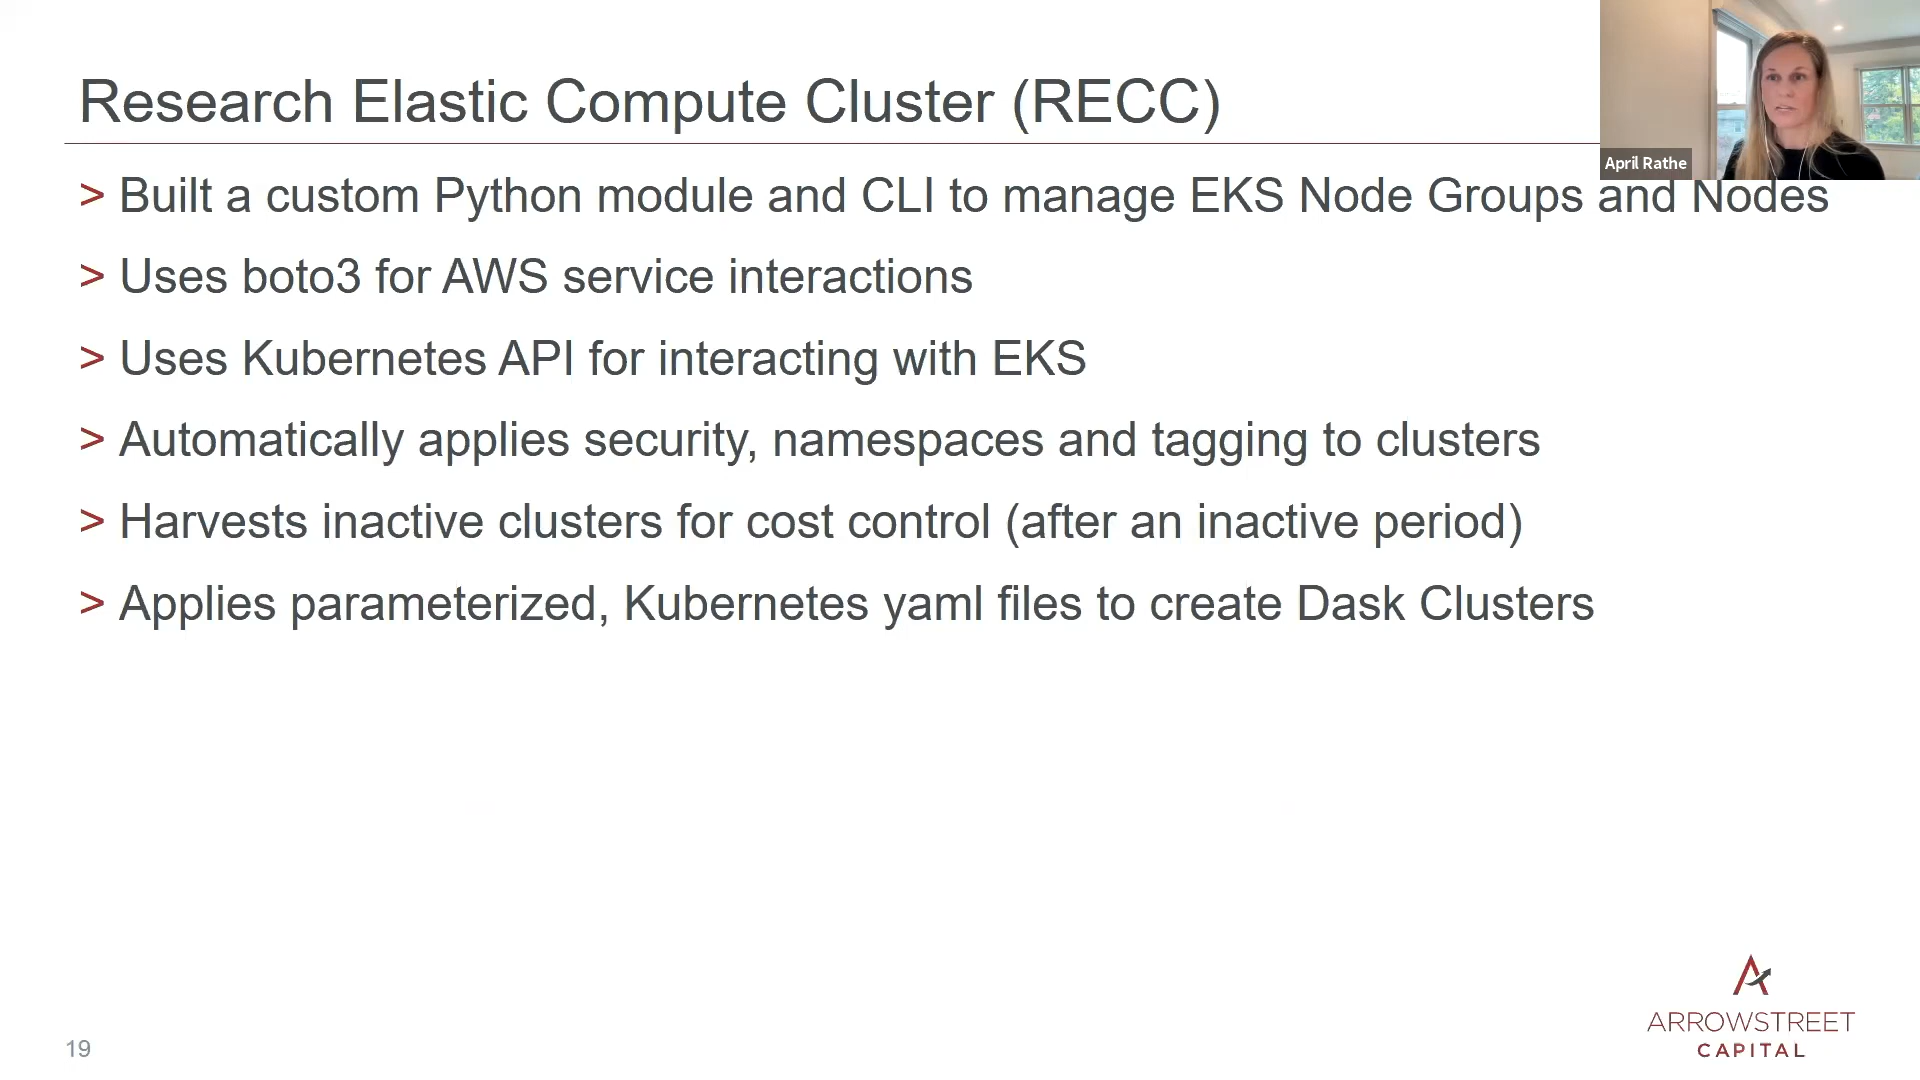 Research Elastic Compute Cluster (RECC)
April Rathe
> Built a custom Python module and CLI to manage EKS Node Groups and Nodes
> Uses boto3 for AWS service interactions
> Uses Kubernetes API for interacting with EKS
> Automatically applies security, namespaces and tagging to clusters
> Harvests inactive clusters for cost control (after an inactive period)
> Applies parameterized, Kubernetes yaml files to create Dask Clusters
ARROWSTREET
CAPITAL
19